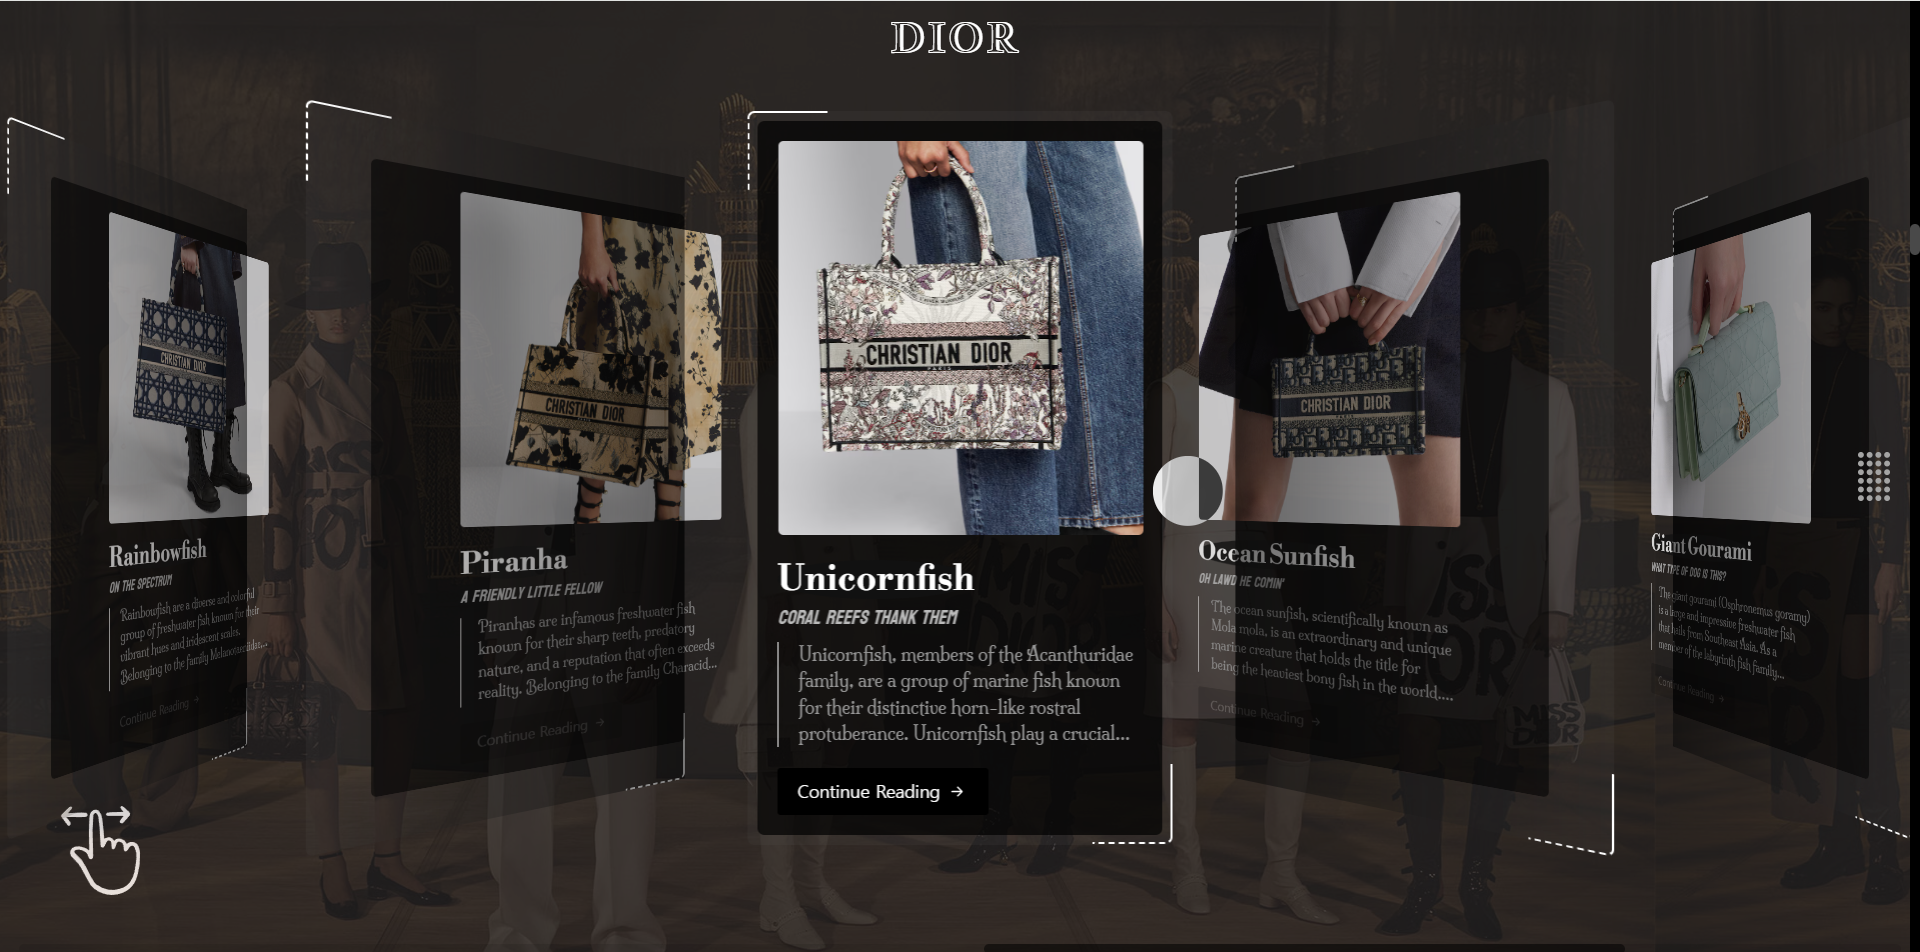 DIOR
CHRISTIAN DIOR
Rainbowfish
ON THE SPECTRUM
Rainbowfish are a diverse and colorful
group of freshwater fish known for their
vibrant hues and iridescent scales.
Belonging to the family Melanotaeniidae...
Continue Reading →
CHRISTIAN DIOR
Piranha
A FRIENDLY LITTLE FELLOW
Piranhas are infamous freshwater fish
known for their sharp teeth, predatory
nature, and a reputation that often exceeds
reality. Belonging to the family Characid...
Continue Reading →
CHRISTIAN DIOR
PARIS
Unicornfish
CORAL REEFS THANK THEM
Unicornfish, members of the Acanthuridae
family, are a group of marine fish known
for their distinctive horn-like rostral
protuberance. Unicornfish play a crucial...
Continue Reading →
CHRISTIAN DIOR
Ocean Sunfish
OH LAWD HE COMIN'
The ocean sunfish, scientifically known as
Mola mola, is an extraordinary and unique
marine creature that holds the title for
being the heaviest bony fish in the world....
Continue Reading →
Giant Gourami
WHAT TYPE OF DOG IS THIS?
The giant gourami (Osphronemus goramy)
is a large and impressive freshwater fish
that hails from Southeast Asia. As a
member of the labyrinth fish family,...
Continue Reading →
MISS
DIOR
MISS
DIOR